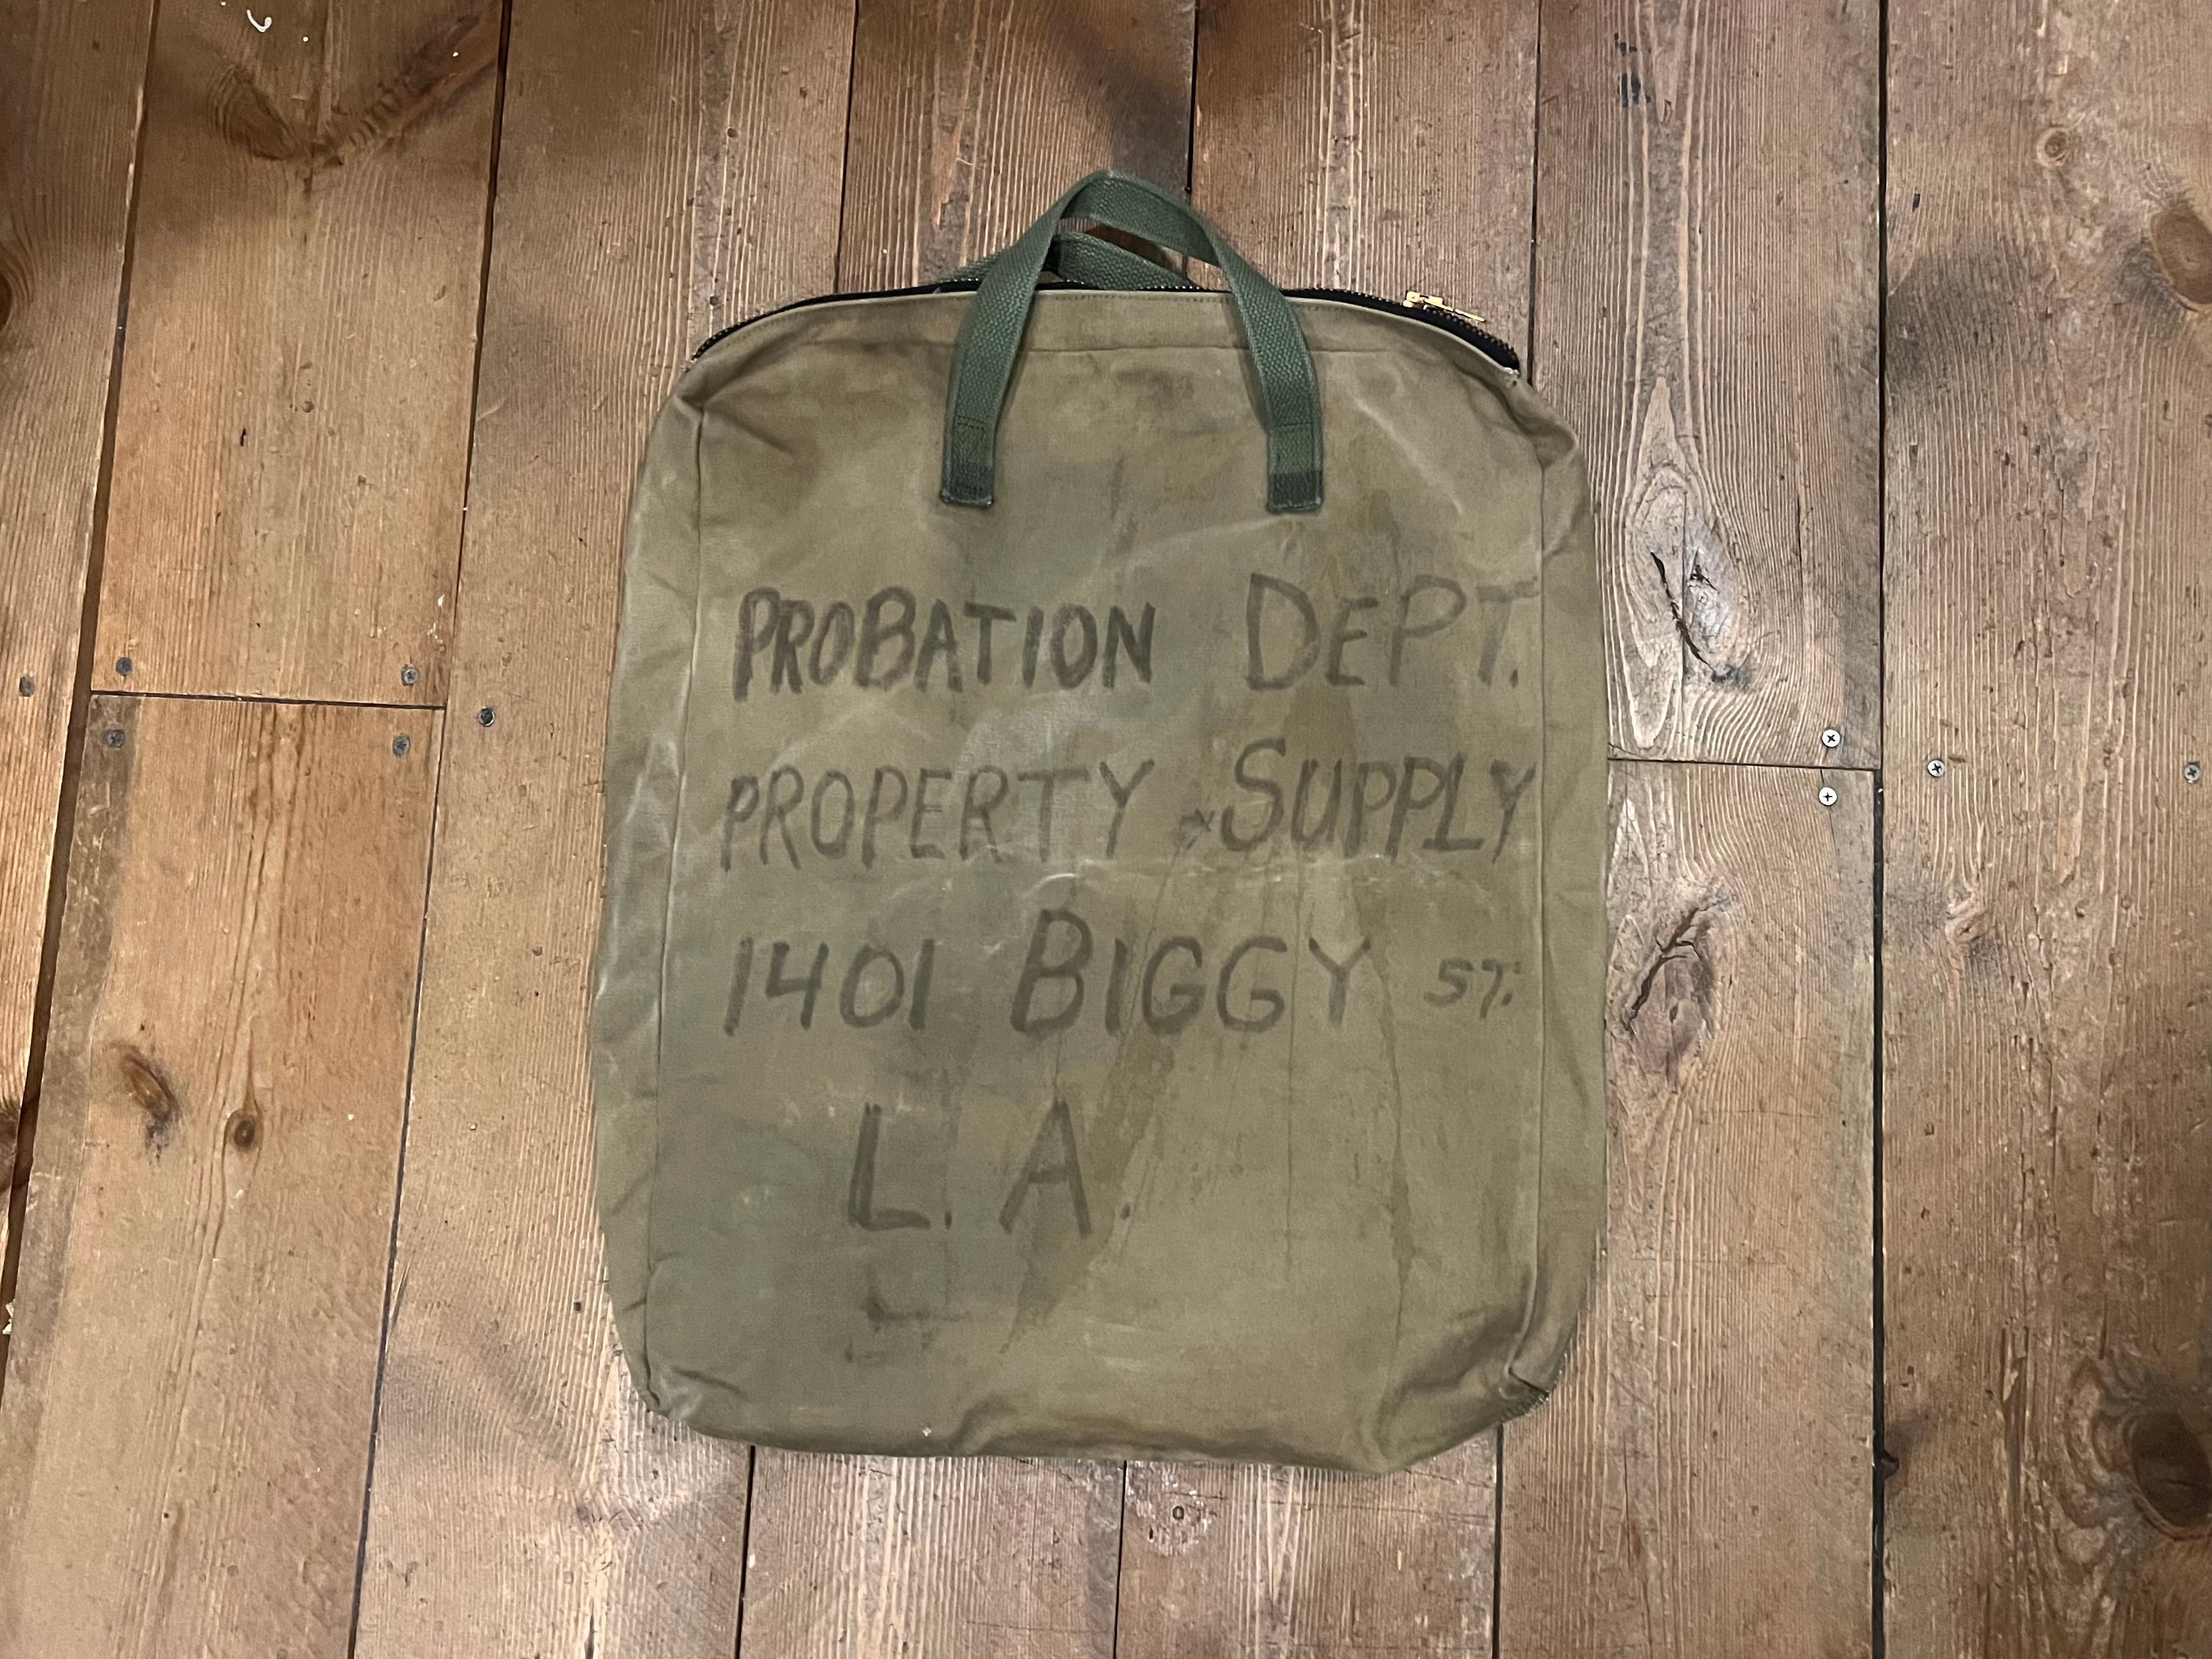 PROBATION DEPT.
PROPERTY & SUPPLY
1401 BIGGY ST.
L.A.